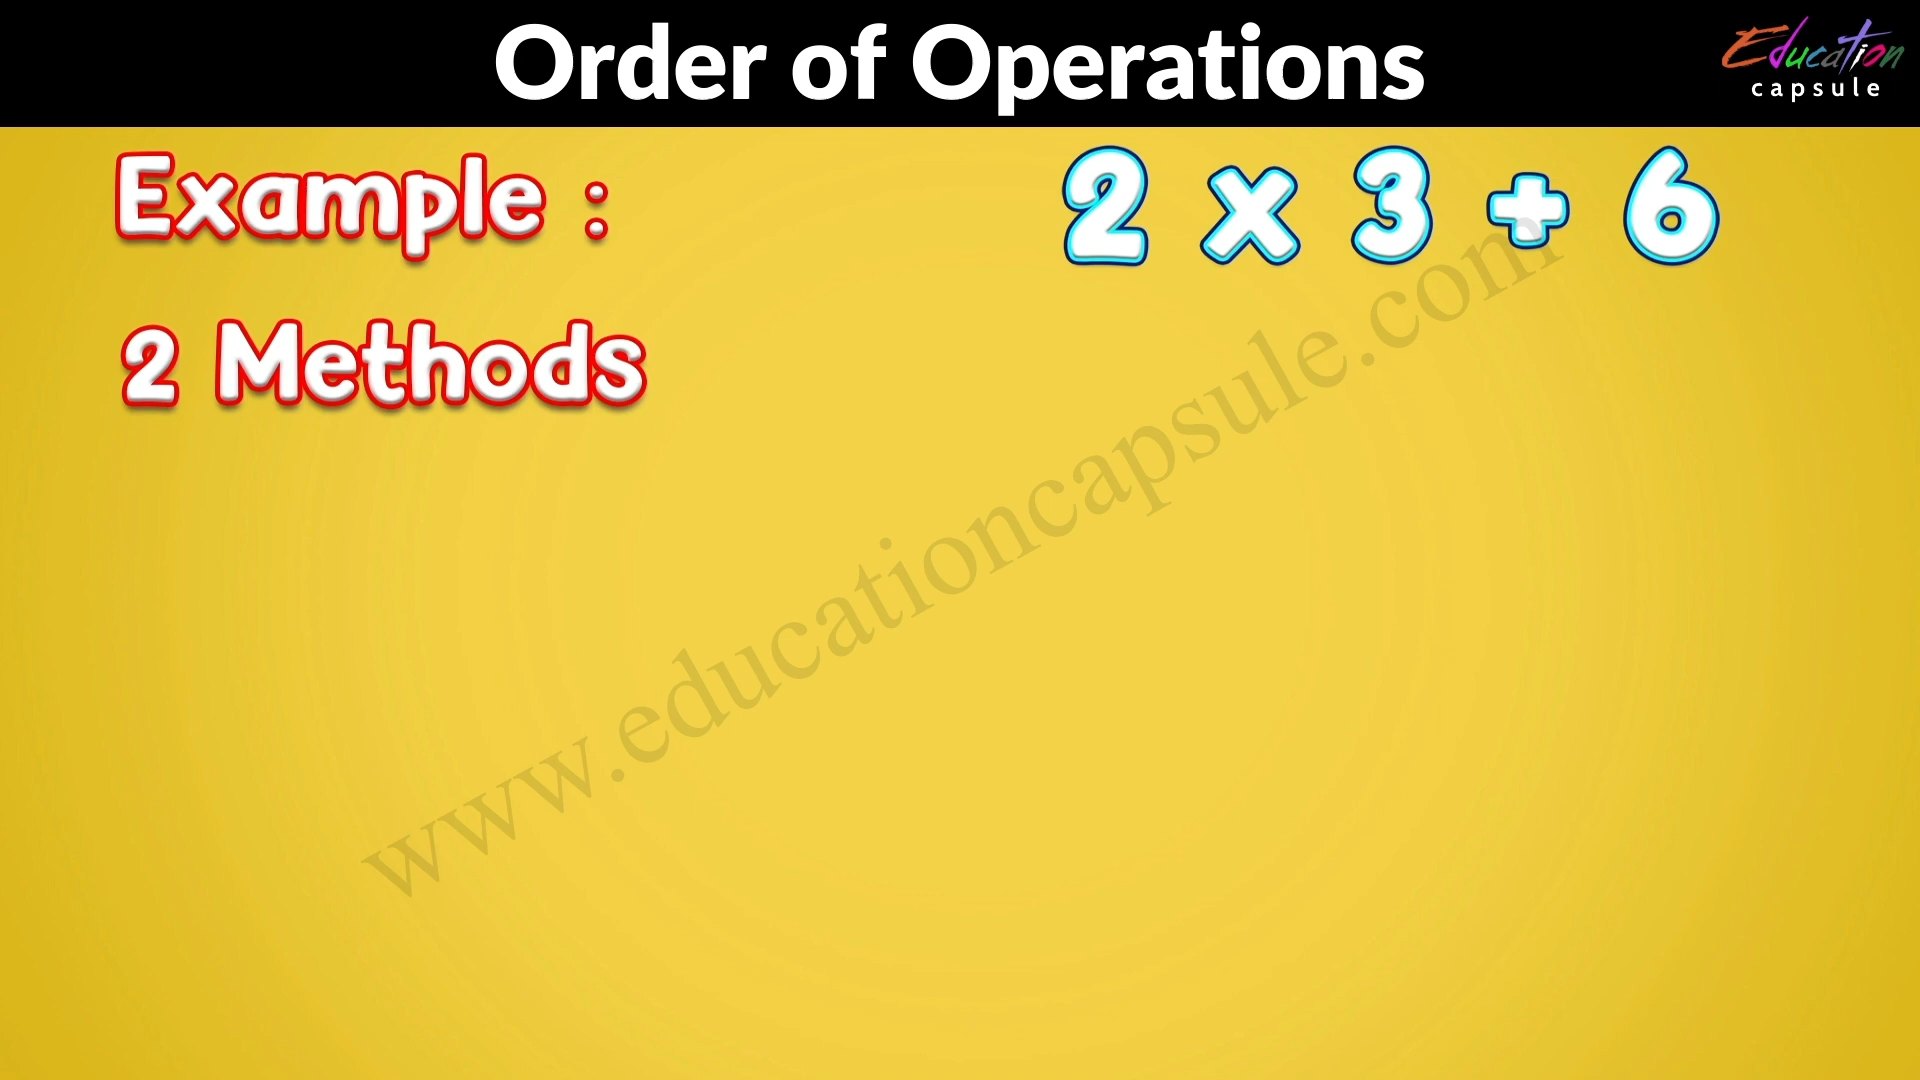 Order of Operations
Education
capsule
Example :
2 x 3 + 6
2 Methods
www.educationcapsule.com